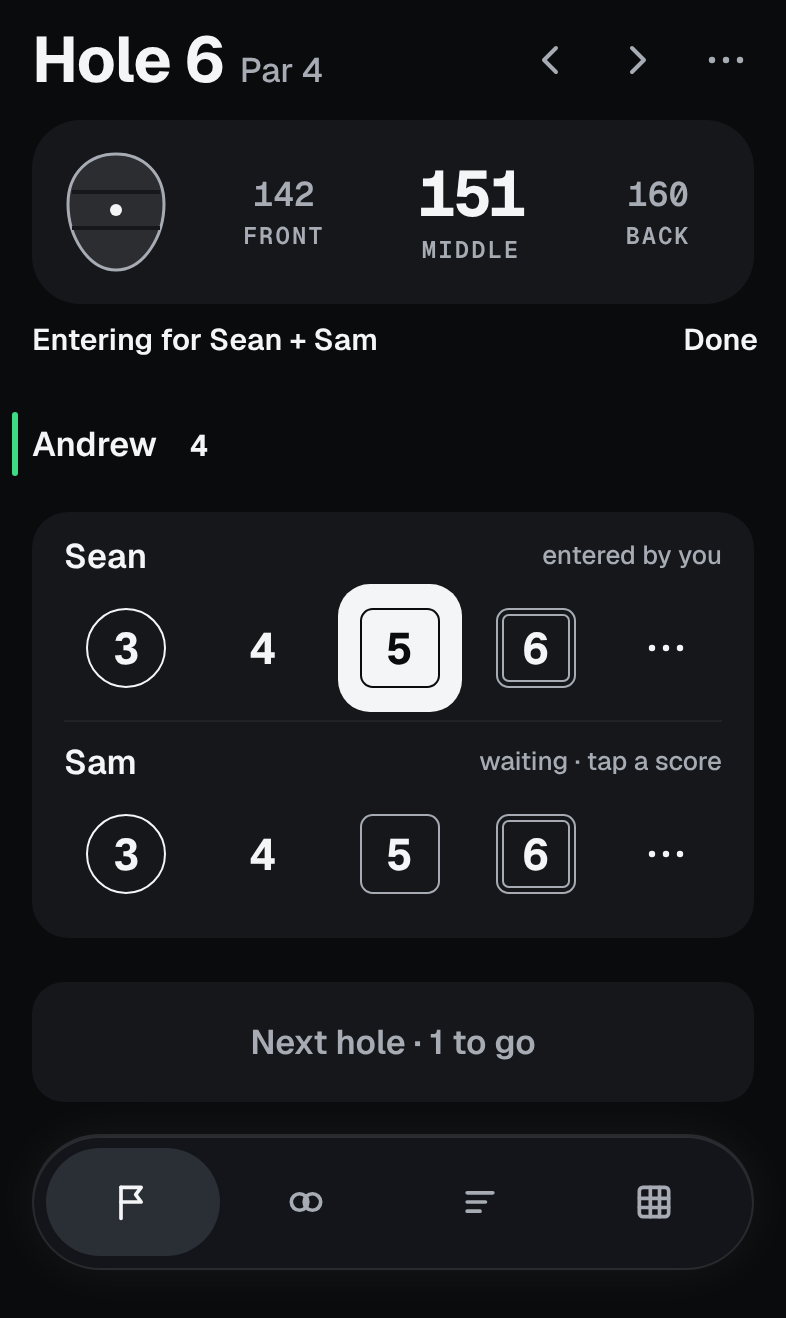 Hole 6 Par 4
142 151 160
FRONT MIDDLE BACK
Entering for Sean + Sam Done
Andrew 4
Sean entered by you
3 4 5 6 ...
Sam waiting · tap a score
3 4 5 6 ...
Next hole · 1 to go